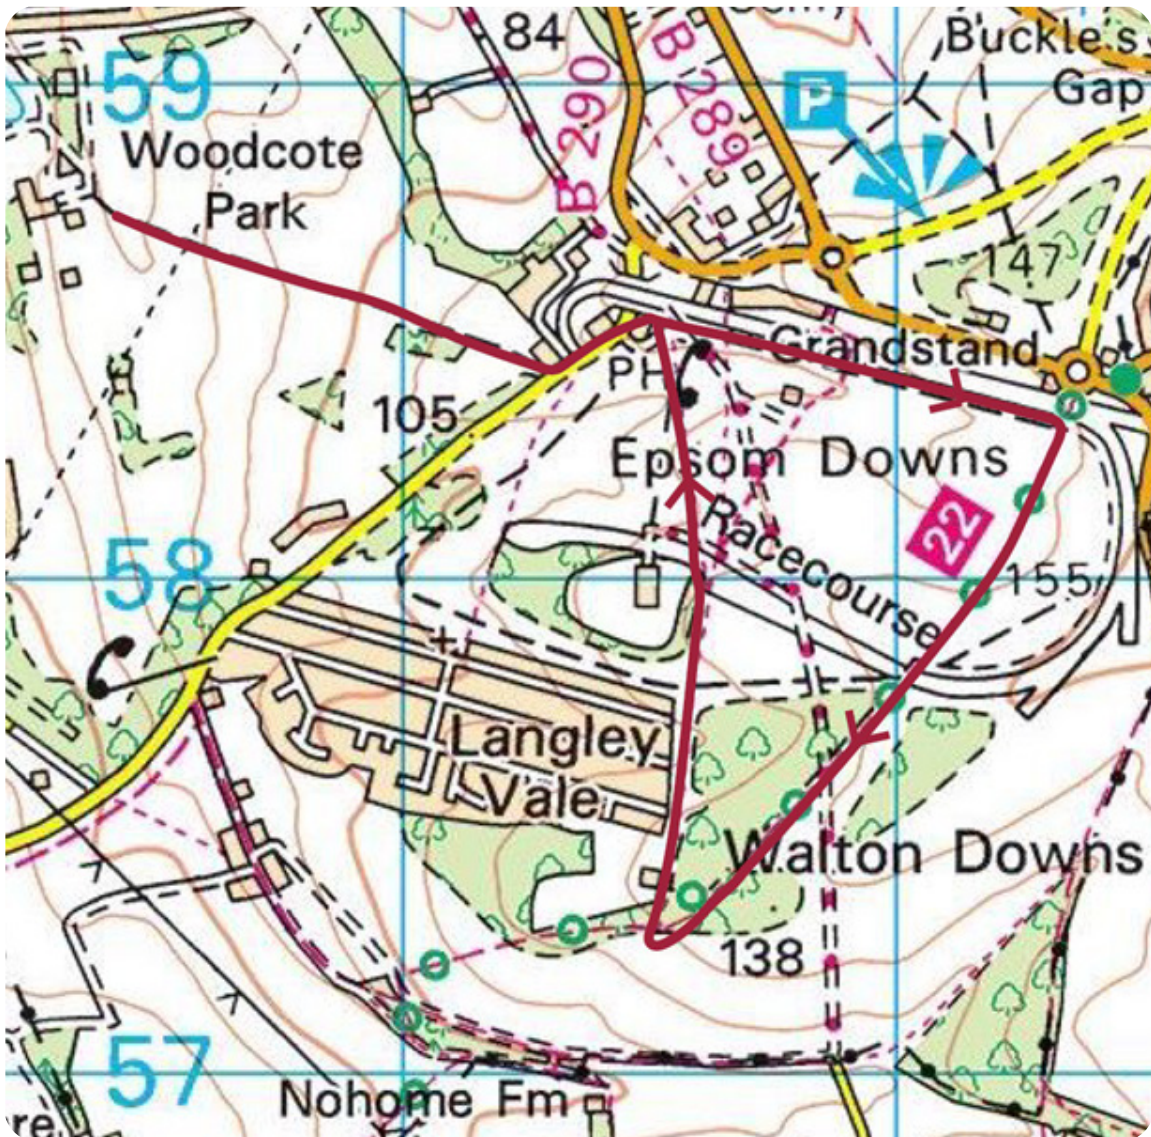 84
Buckle's
Gap
59
B 290
B 289
P
Woodcote
Park
147
Grandstand
PH
105
Epsom Downs
22
Racecourse
58
155
Langley
Vale
Walton Downs
138
57
Nohome Fm